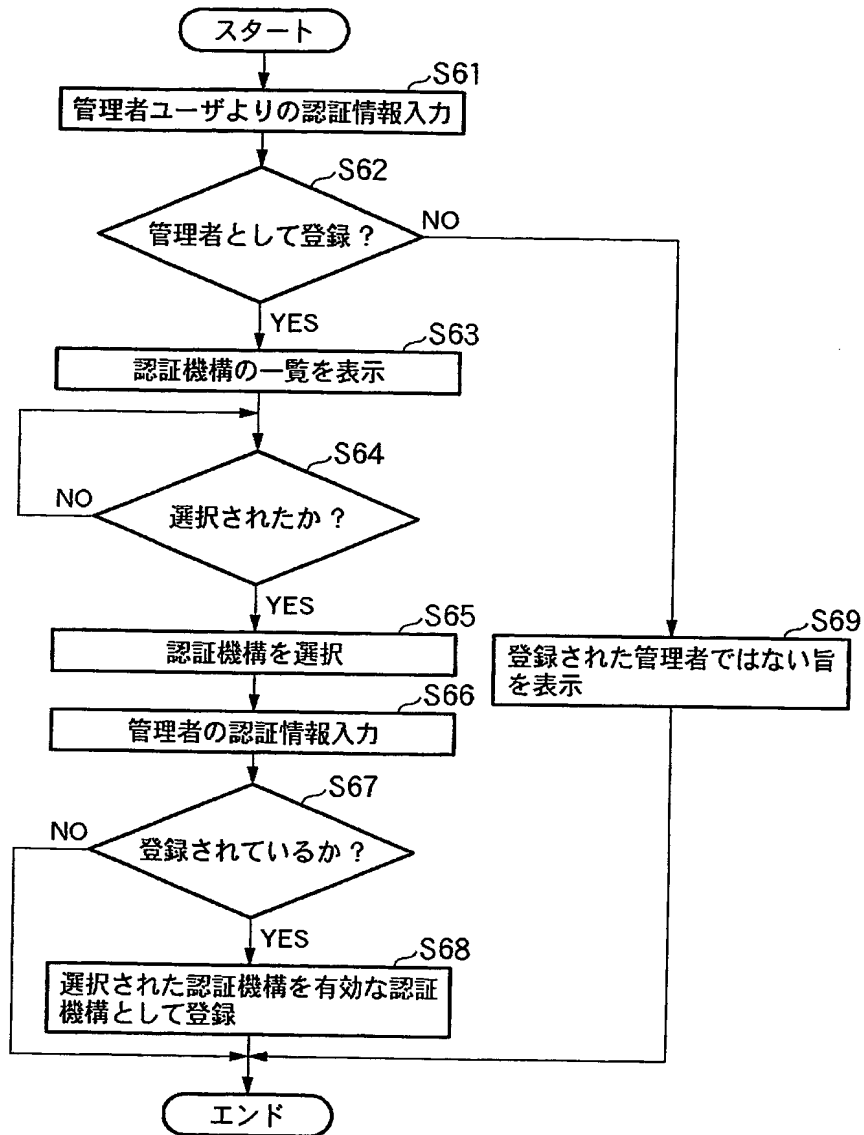 スタート
S61
管理者ユーザよりの認証情報入力
S62
管理者として登録？
NO
YES
S63
認証機構の一覧を表示
S64
NO
選択されたか？
YES
S65
認証機構を選択
S69
登録された管理者ではない旨
を表示
S66
管理者の認証情報入力
S67
NO
登録されているか？
YES
S68
選択された認証機構を有効な認証
機構として登録
エンド